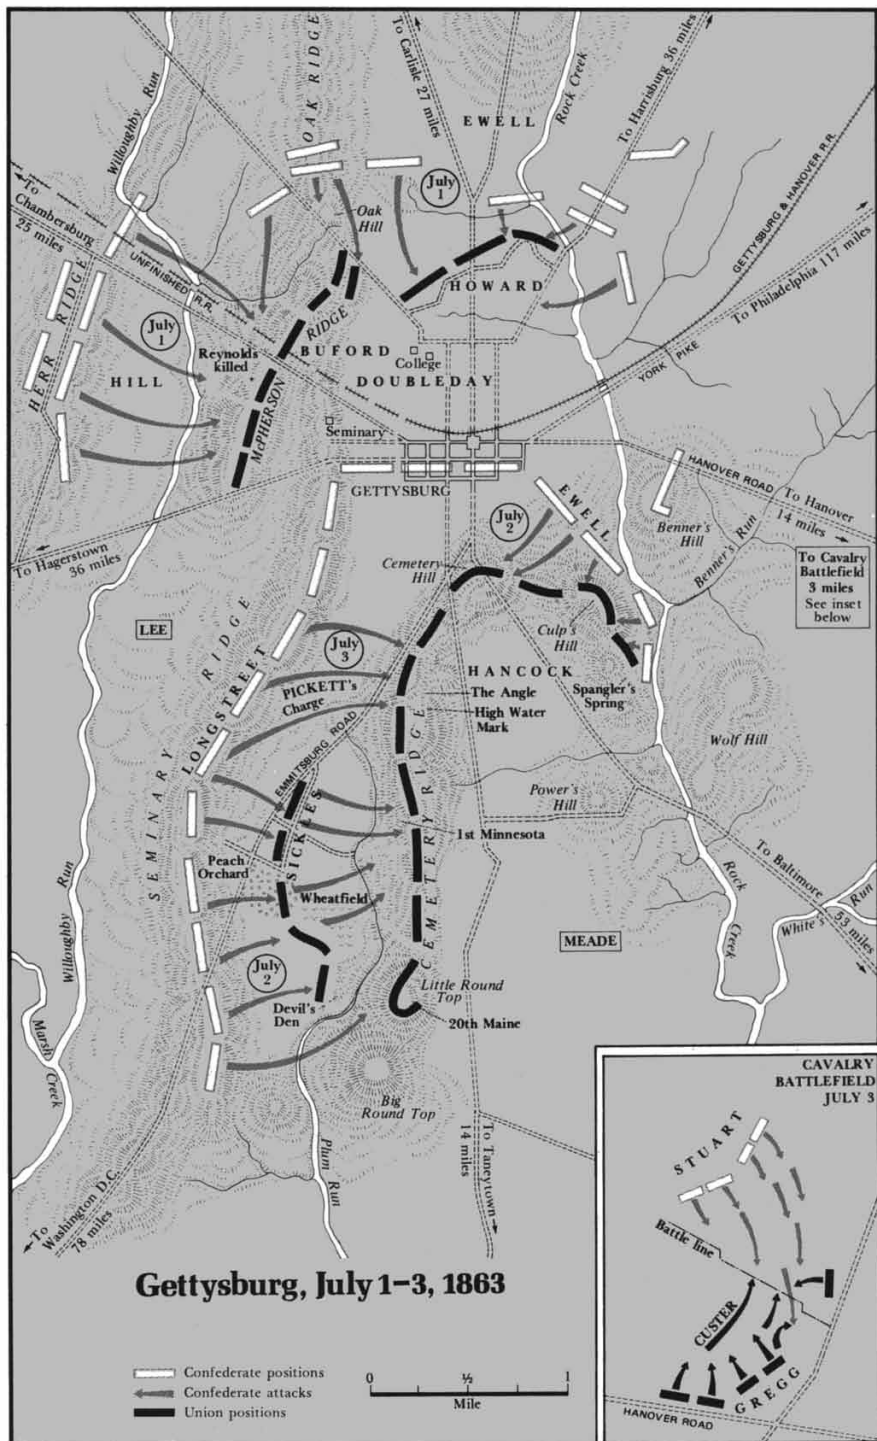 Willoughby Run
OAK RIDGE
To Carlisle 27 miles
EWELL
Rock Creek
To Harrisburg 36 miles
GETTYSBURG & HANOVER R.R.
To Chambersburg
25 miles
UNFINISHED R.R.
July
1
Oak
Hill
HOWARD
To Philadelphia 117 miles
YORK PIKE
HERR RIDGE
July
1
HILL
Reynolds
killed
McPHERSON RIDGE
BUFORD
College
DOUBLEDAY
Seminary
GETTYSBURG
To Hagerstown
36 miles
July
2
EWELL
Benner's
Hill
HANOVER ROAD
To Hanover
14 miles
Benner's Run
To Cavalry
Battlefield
3 miles
See inset
below
Cemetery
Hill
Culp's
Hill
LEE
July
3
PICKETT's
Charge
SEMINARY RIDGE
LONGSTREET
HANCOCK
The Angle
High Water
Mark
Spangler's
Spring
Wolf Hill
Power's
Hill
EMMITSBURG ROAD
SICKLES
CEMETERY RIDGE
1st Minnesota
Peach
Orchard
Wheatfield
To Baltimore
53 miles
Rock Creek
White's Run
MEADE
July
2
Devil's
Den
Little Round
Top
20th Maine
Big
Round Top
Willoughby Run
Marsh Creek
Plum Run
To Taneytown
14 miles
To Washington D.C.
78 miles
CAVALRY
BATTLEFIELD
JULY 3
STUART
Battle line
CUSTER
GREGG
HANOVER ROAD
Gettysburg, July 1–3, 1863
Confederate positions
Confederate attacks
Union positions
0 ½ 1
Mile